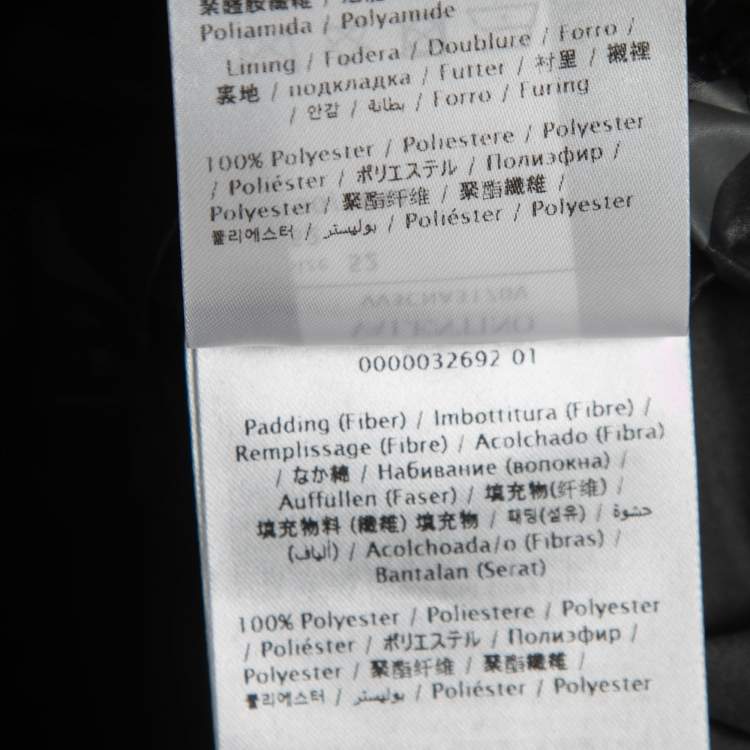 聚醯胺纖維 /
Poliamida / Polyamide
Lining / Fodera / Doublure / Forro /
裏地 / подкладка / Futter / 衬里 / 襯裡
/ 안감 / بطانة / Forro / Furing
100% Polyester / Poliestere / Polyester
/ Poliéster / ポリエステル / Полиэфир /
Polyester / 聚酯纤维 / 聚酯纖維 /
폴리에스터 / بوليستر / Poliéster / Polyester
0000032692 01
Padding (Fiber) / Imbottitura (Fibre) /
Remplissage (Fibre) / Acolchado (Fibra)
/ なか綿 / Набивание (волокна) /
Auffüllen (Faser) / 填充物(纤维) /
填充物料 (纖維) 填充物 / 패딩(섬유) / حشوة
(ألياف) / Acolchoada/o (Fibras) /
Bantalan (Serat)
100% Polyester / Poliestere / Polyester
/ Poliéster / ポリエステル / Полиэфир /
Polyester / 聚酯纤维 / 聚酯纖維 /
폴리에스터 / بوليستر / Poliéster / Polyester